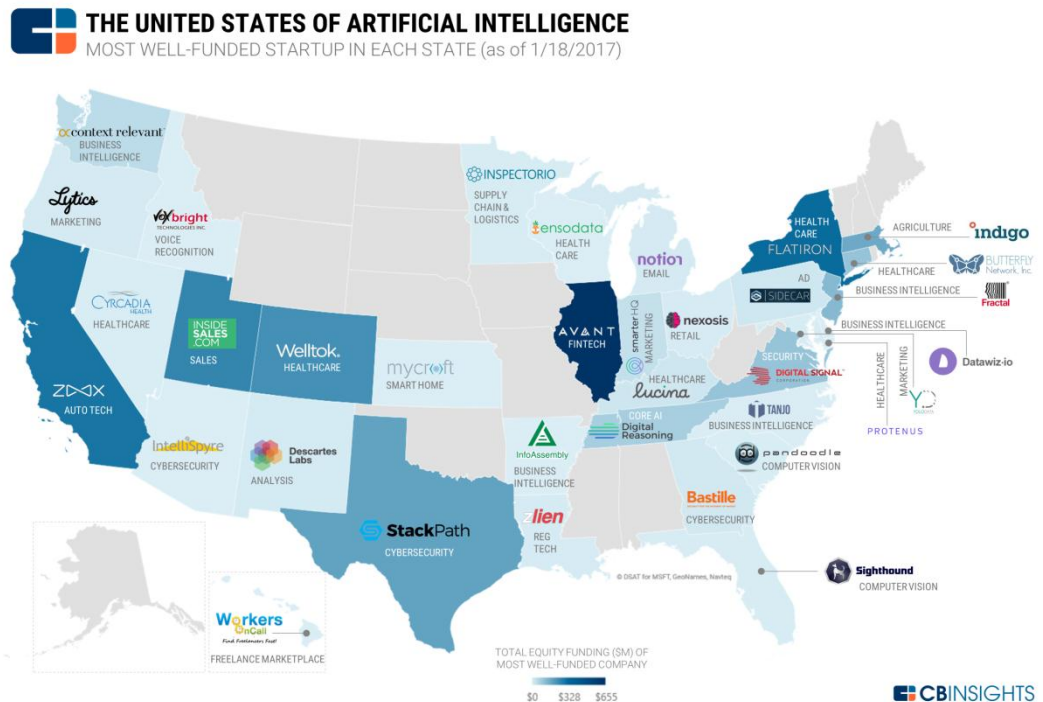 THE UNITED STATES OF ARTIFICIAL INTELLIGENCE
MOST WELL-FUNDED STARTUP IN EACH STATE (as of 1/18/2017)
context relevant
BUSINESS
INTELLIGENCE
Lytics
MARKETING
VoXbright
TECHNOLOGIES INC.
VOICE
RECOGNITION
INSPECTORIO
SUPPLY
CHAIN &
LOGISTICS
ensodata
HEALTH
CARE
notion
EMAIL
HEALTH
CARE
FLATIRON
AGRICULTURE
indigo
HEALTHCARE
BUTTERFLY
Network, Inc.
BUSINESS INTELLIGENCE
Fractal
AD
SIDECAR
BUSINESS INTELLIGENCE
Datawiz-io
HEALTHCARE
MARKETING
YD
PROTENUS
CYRCADIA
HEALTH
HEALTHCARE
INSIDE
SALES
.COM
SALES
Welltok.
HEALTHCARE
mycroft
SMART HOME
AVANT
FINTECH
smarterHQ
MARKETING
nexosis
RETAIL
HEALTHCARE
lucina
SECURITY
DIGITAL SIGNAL
CORPORATION
ZOOX
AUTO TECH
IntelliSpyre
CYBERSECURITY
Descartes
Labs
ANALYSIS
InfoAssembly
BUSINESS
INTELLIGENCE
CORE AI
Digital
Reasoning
TANJO
BUSINESS INTELLIGENCE
pandoodle
COMPUTER VISION
Bastille
CYBERSECURITY
StackPath
CYBERSECURITY
zlien
REG
TECH
Sighthound
COMPUTER VISION
© DSAT for MSFT, GeoNames, Navteq
Workers
OnCall
Find Freelancers Fast!
FREELANCE MARKETPLACE
TOTAL EQUITY FUNDING ($M) OF
MOST WELL-FUNDED COMPANY
$0 $328 $655
CBINSIGHTS